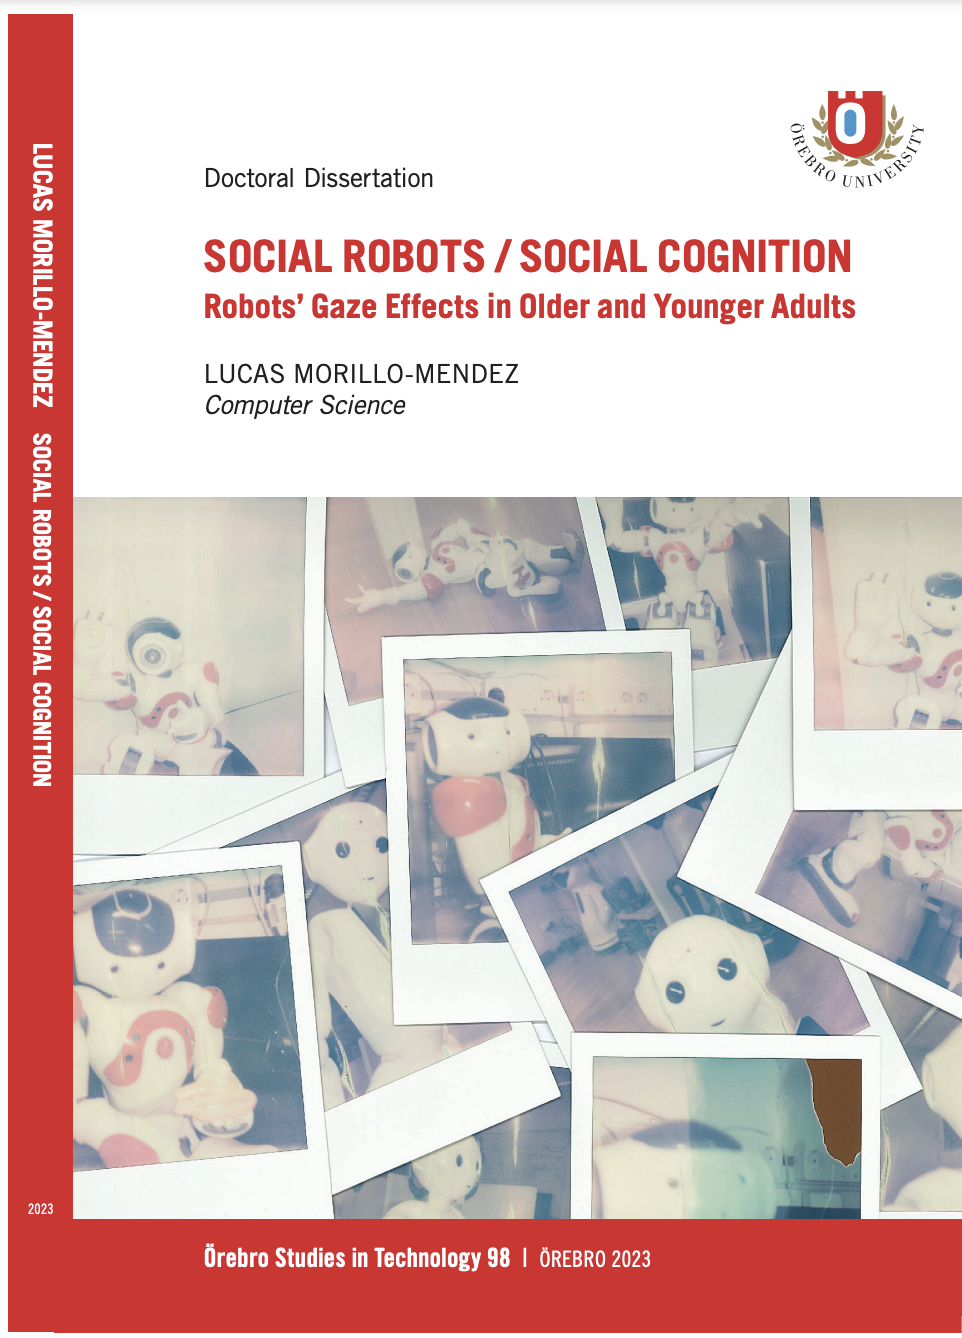 LUCAS MORILLO-MENDEZ SOCIAL ROBOTS / SOCIAL COGNITION
2023
ÖREBRO UNIVERSITY
Doctoral Dissertation
SOCIAL ROBOTS / SOCIAL COGNITION
Robots’ Gaze Effects in Older and Younger Adults
LUCAS MORILLO-MENDEZ
Computer Science
Örebro Studies in Technology 98 | ÖREBRO 2023